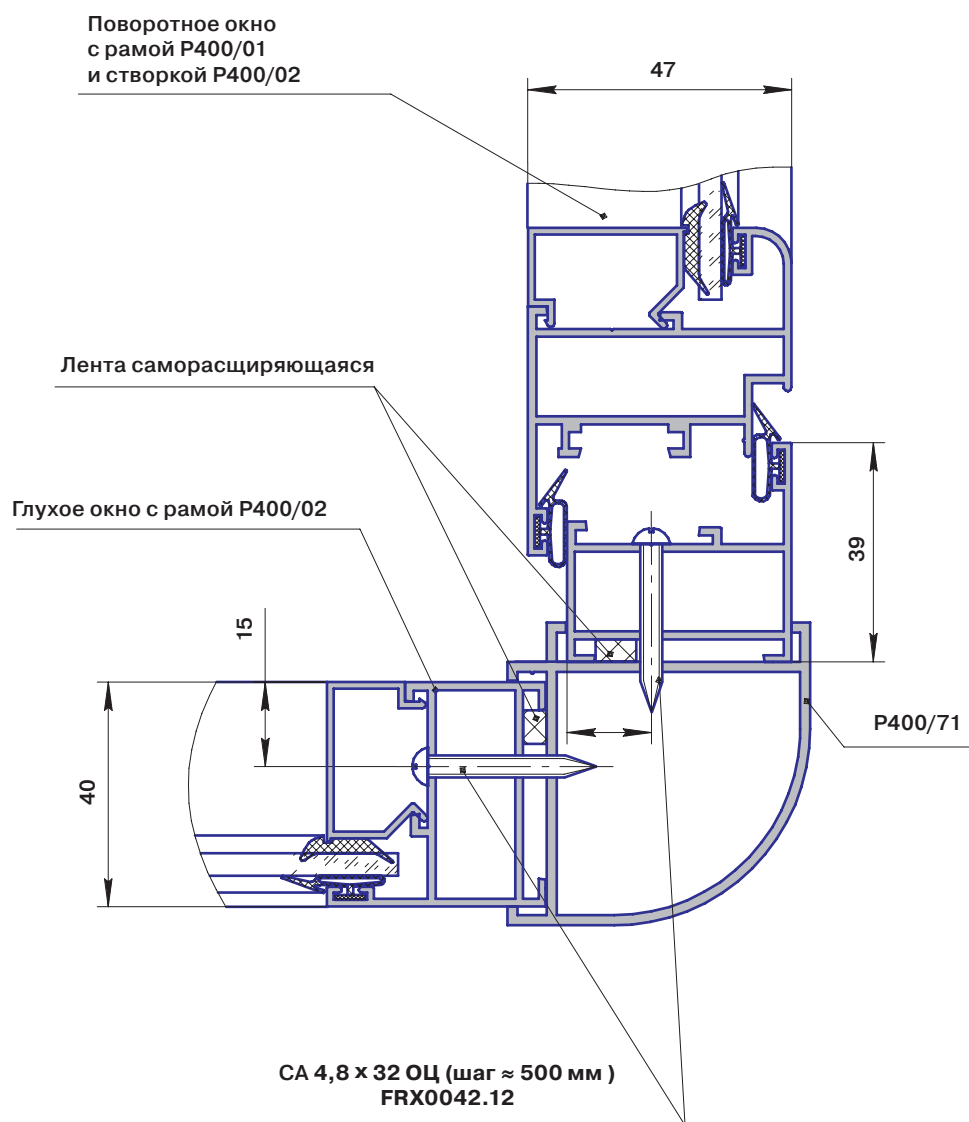 Поворотное окно
с рамой Р400/01
и створкой Р400/02
47
Лента саморасщиряющаяся
Глухое окно с рамой Р400/02
39
15
Р400/71
40
СА 4,8 х 32 ОЦ (шаг ≈ 500 мм )
FRX0042.12